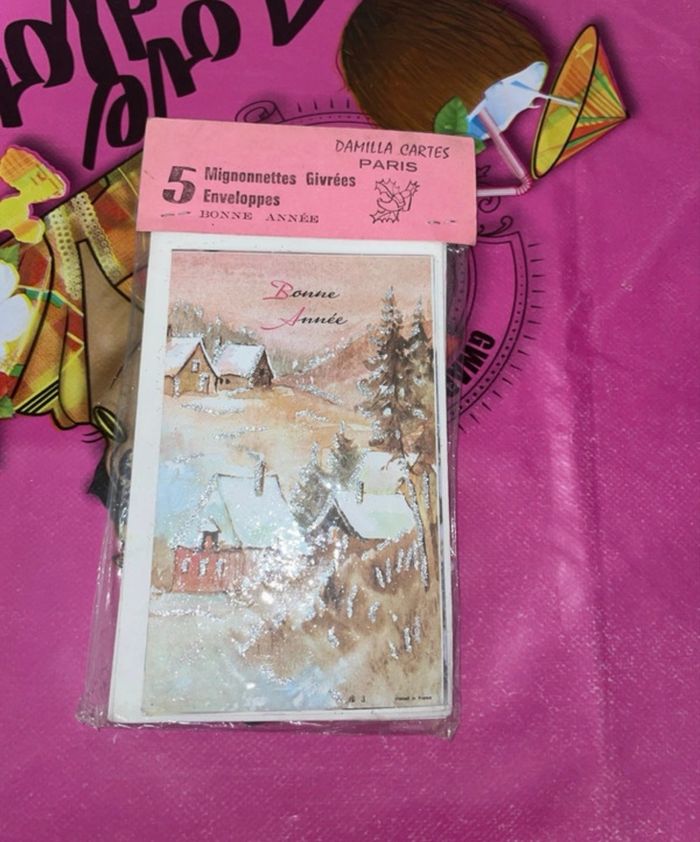 DAMILLA CARTES
PARIS
5 Mignonnettes Givrées
Enveloppes
BONNE ANNÉE
Bonne
Année